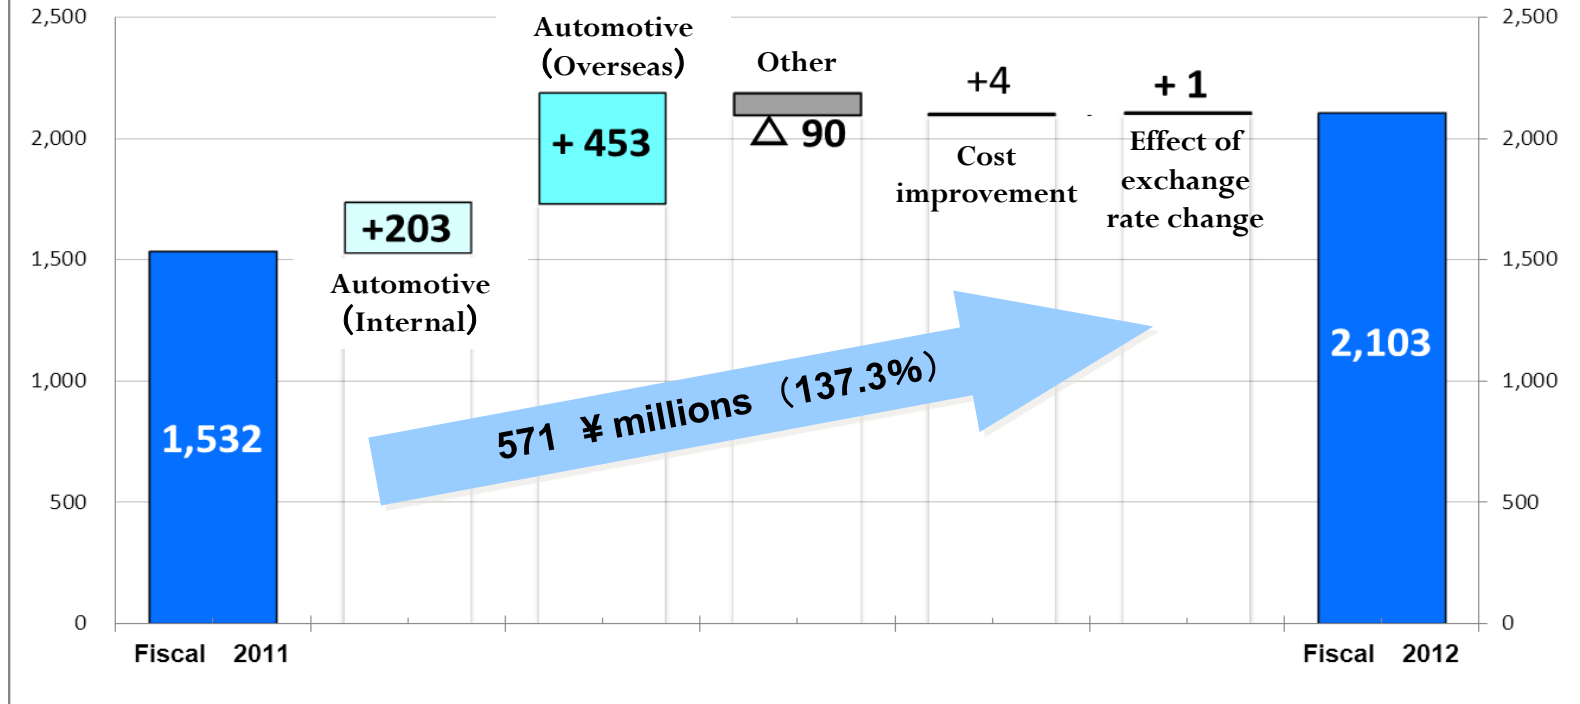 2,500
2,000
1,500
1,000
500
0
1,532
+203
Automotive
(Internal)
Automotive
(Overseas)
+ 453
Other
△ 90
+4
Cost
improvement
+ 1
Effect of
exchange
rate change
571 ¥ millions（137.3%）
2,103
2,500
2,000
1,500
1,000
500
0
Fiscal 2011
Fiscal 2012